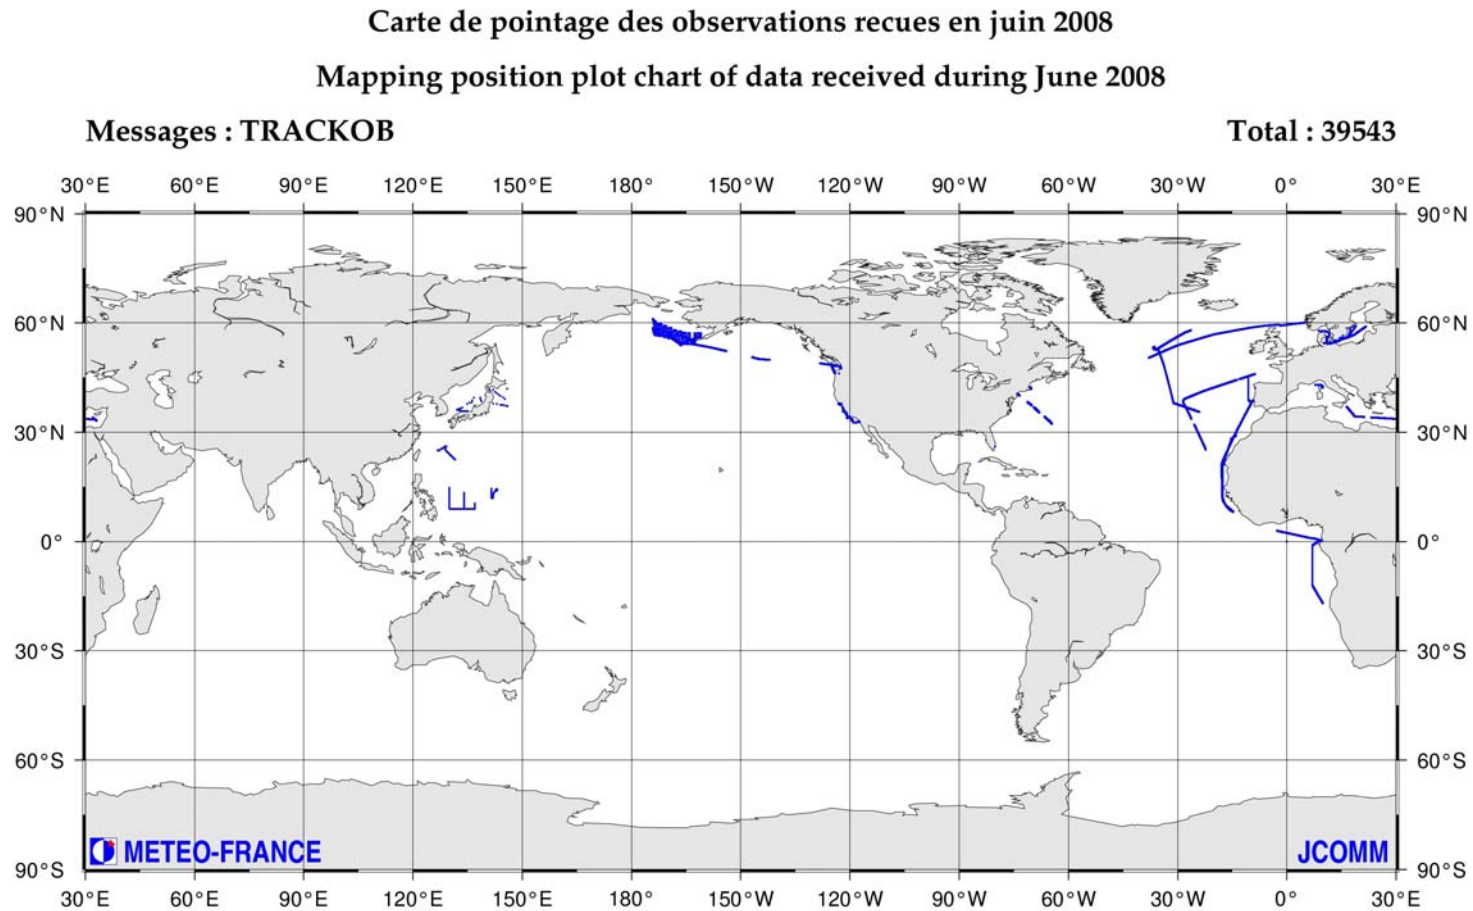 Carte de pointage des observations recues en juin 2008
Mapping position plot chart of data received during June 2008
Messages : TRACKOB Total : 39543
30°E 60°E 90°E 120°E 150°E 180° 150°W 120°W 90°W 60°W 30°W 0° 30°E
90°N 90°N
60°N 60°N
30°N 30°N
0° 0°
30°S 30°S
60°S 60°S
METEO-FRANCE JCOMM
90°S 90°S
30°E 60°E 90°E 120°E 150°E 180° 150°W 120°W 90°W 60°W 30°W 0° 30°E